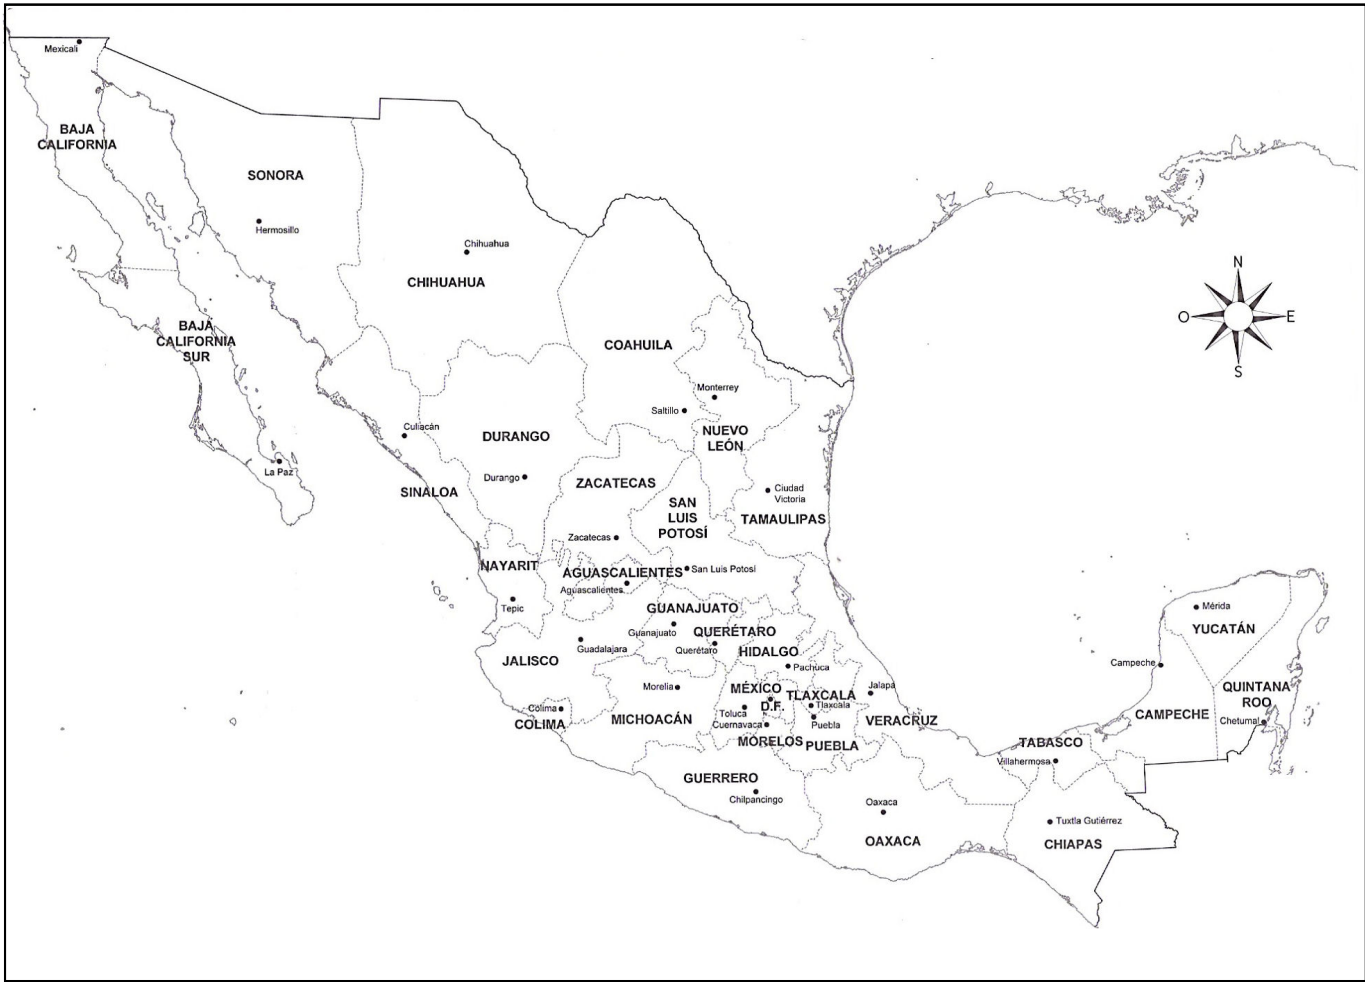 Mexicali
BAJA
CALIFORNIA
SONORA
Hermosillo
Chihuahua
CHIHUAHUA
N
O
E
S
BAJA
CALIFORNIA
SUR
COAHUILA
Monterrey
Saltillo
NUEVO
LEÓN
Culiacán
DURANGO
Durango
La Paz
SINALOA
ZACATECAS
Zacatecas
SAN
LUIS
POTOSÍ
Ciudad
Victoria
TAMAULIPAS
NAYARIT
Tepic
AGUASCALIENTES
Aguascalientes
San Luis Potosí
GUANAJUATO
Guanajuato
QUERÉTARO
Querétaro
HIDALGO
Pachuca
Guadalajara
JALISCO
Morelia
MICHOACÁN
Colima
COLIMA
MÉXICO
D.F.
Toluca
Cuernavaca
MORELOS
TLAXCALA
Tlaxcala
Puebla
PUEBLA
Jalapa
VERACRUZ
GUERRERO
Chilpancingo
Oaxaca
OAXACA
TABASCO
Villahermosa
Tuxtla Gutiérrez
CHIAPAS
Mérida
YUCATÁN
Campeche
CAMPECHE
QUINTANA
ROO
Chetumal